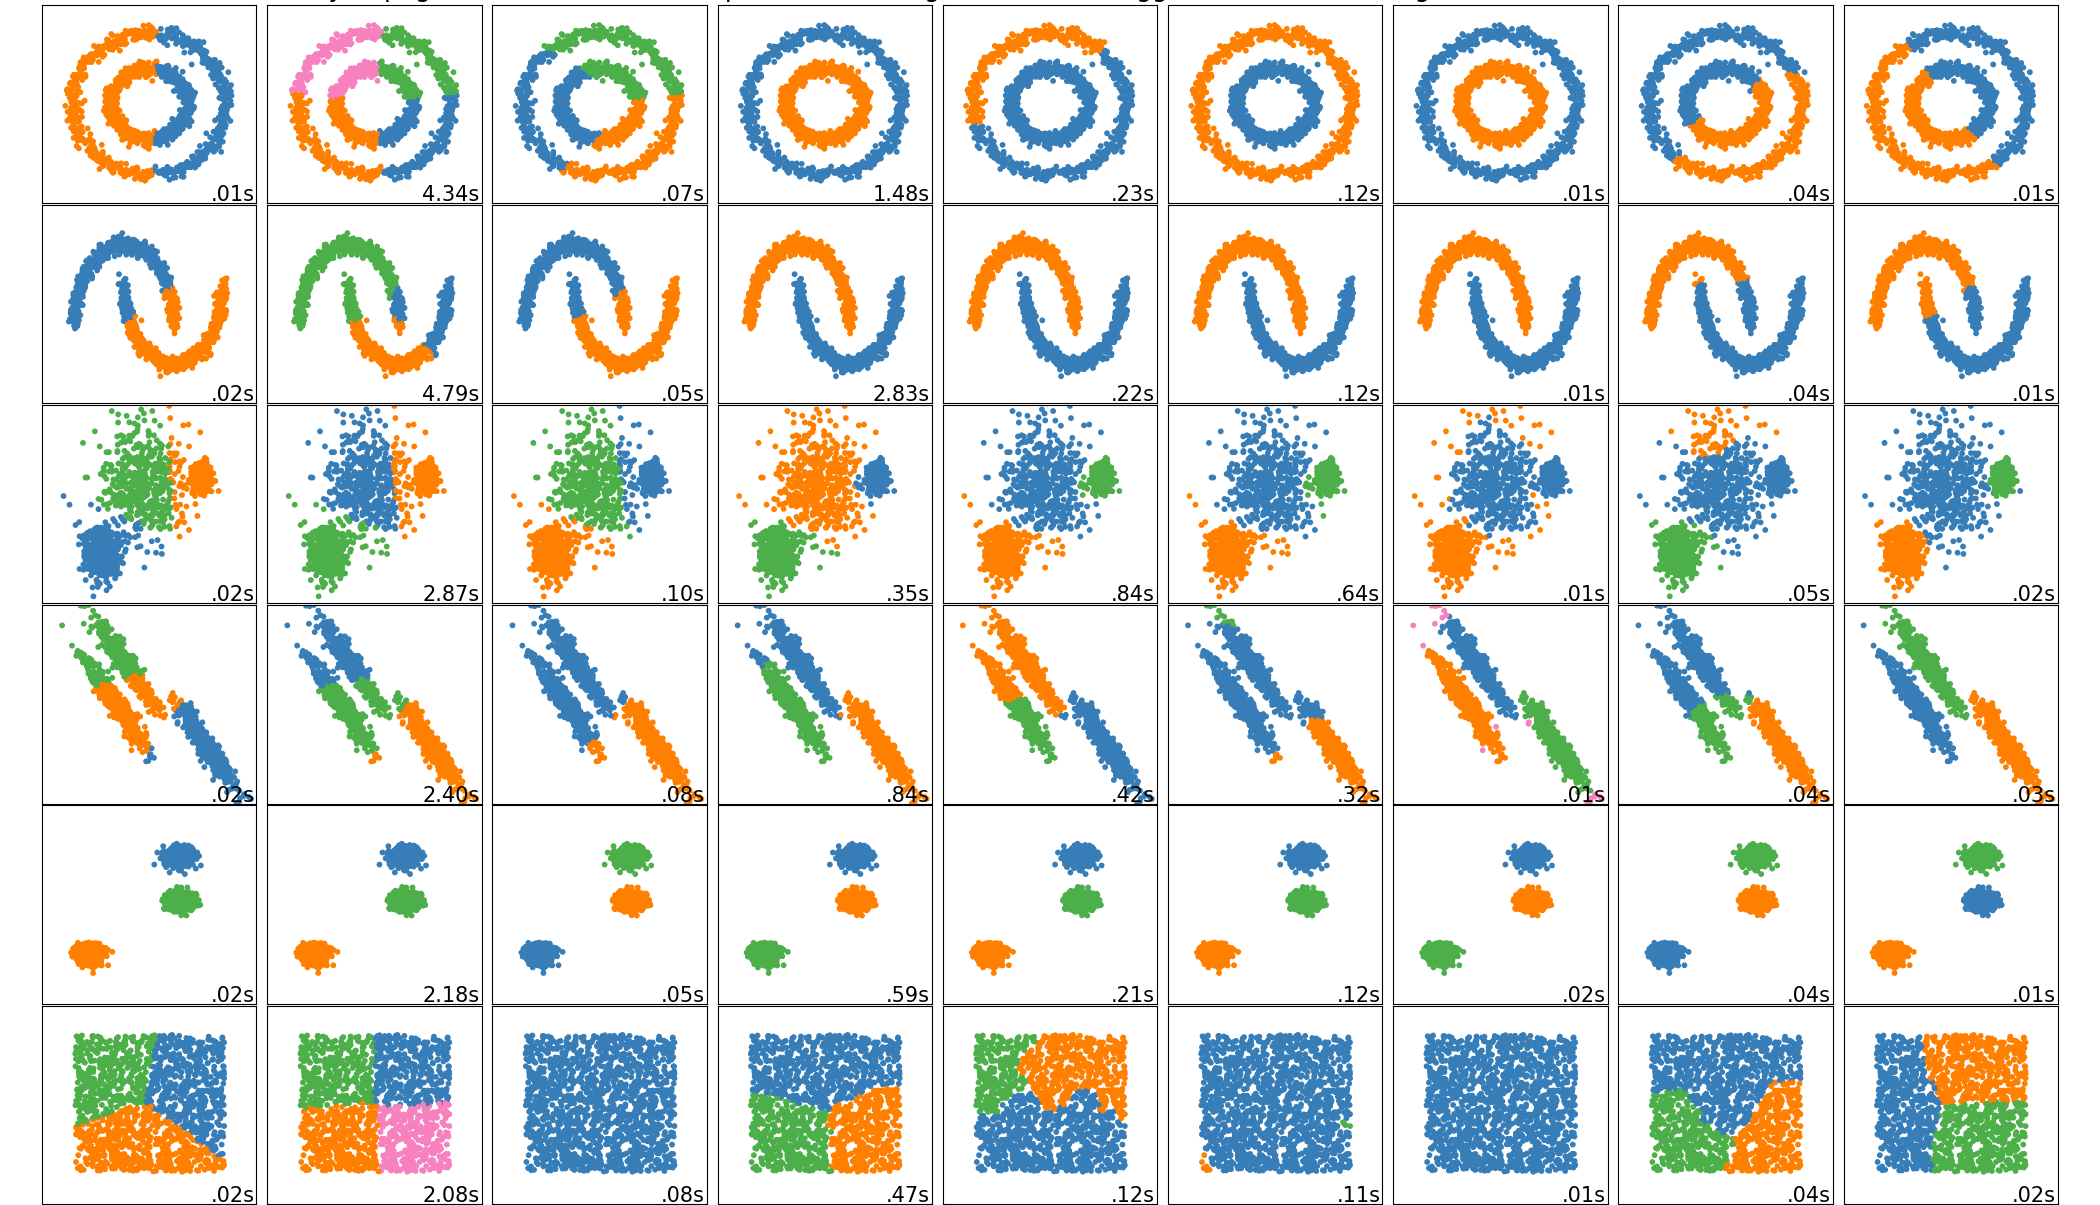 .01s 4.34s .07s 1.48s .23s .12s .01s .04s .01s
.02s 4.79s .05s 2.83s .22s .12s .01s .04s .01s
.02s 2.87s .10s .35s .84s .64s .01s .05s .02s
.02s 2.40s .08s .84s .42s .32s .01s .04s .03s
.02s 2.18s .05s .59s .21s .12s .02s .04s .01s
.02s 2.08s .08s .47s .12s .11s .01s .04s .02s